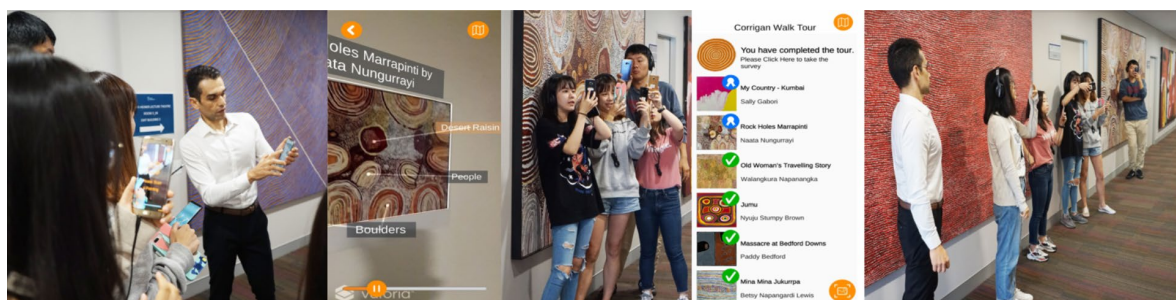 oles Marrapinti by
aata Nungurrayi
Desert Raisin
People
Boulders
Corrigan Walk Tour
You have completed the tour.
Please Click Here to take the
survey
My Country - Kumbai
Sally Gabori
Rock Holes Marrapinti
Naata Nungurrayi
Old Woman's Travelling Story
Walangkura Napanangka
Jumu
Nyuju Stumpy Brown
Massacre at Bedford Downs
Paddy Bedford
Mina Mina Jukurrpa
Betsy Napangardi Lewis